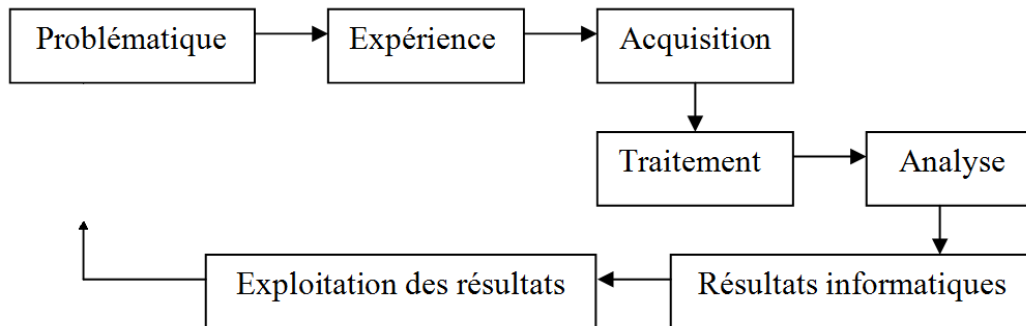 Problématique
Expérience
Acquisition
Traitement
Analyse
Exploitation des résultats
Résultats informatiques